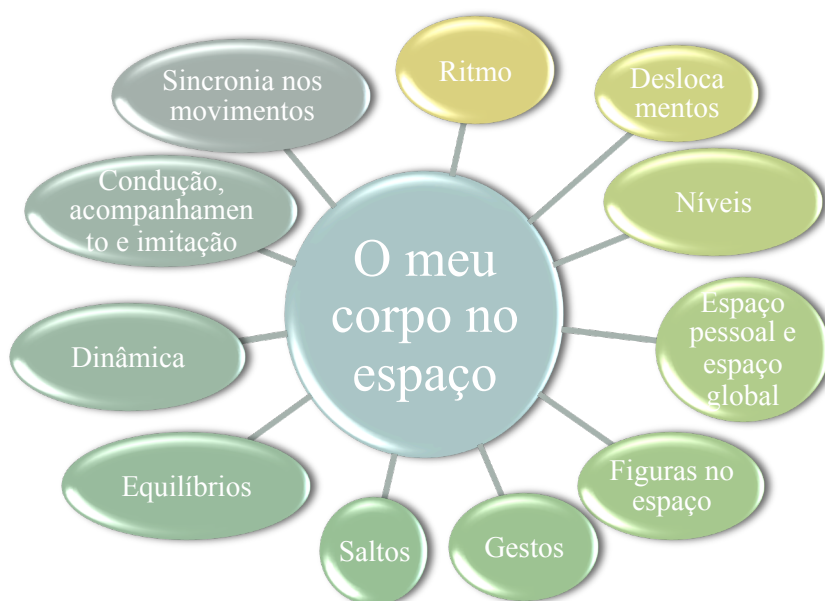 O meu
corpo no
espaço
Ritmo
Desloca
mentos
Níveis
Espaço
pessoal e
espaço
global
Figuras no
espaço
Gestos
Saltos
Equilíbrios
Dinâmica
Condução,
acompanhamen
to e imitação
Sincronia nos
movimentos